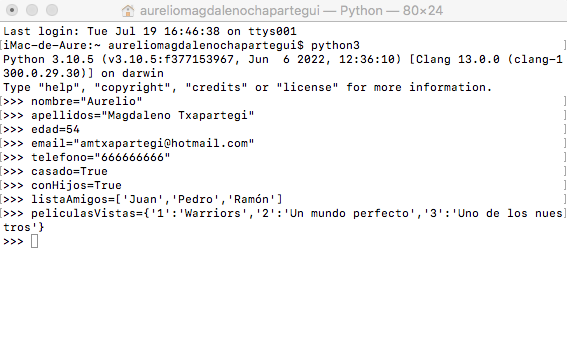 aureliomagdalenochapartegui — Python — 80×24
Last login: Tue Jul 19 16:46:38 on ttys001
[iMac-de-Aure:~ aureliomagdalenochapartegui$ python3 ]
Python 3.10.5 (v3.10.5:f377153967, Jun  6 2022, 12:36:10) [Clang 13.0.0 (clang-1
300.0.29.30)] on darwin
Type "help", "copyright", "credits" or "license" for more information.
[>>> nombre="Aurelio" ]
[>>> apellidos="Magdaleno Txapartegi" ]
[>>> edad=54 ]
[>>> email="amtxapartegi@hotmail.com" ]
[>>> telefono="666666666" ]
[>>> casado=True ]
[>>> conHijos=True ]
[>>> listaAmigos=['Juan','Pedro','Ramón'] ]
[>>> peliculasVistas={'1':'Warriors','2':'Un mundo perfecto','3':'Uno de los nues]
tros'}
>>>